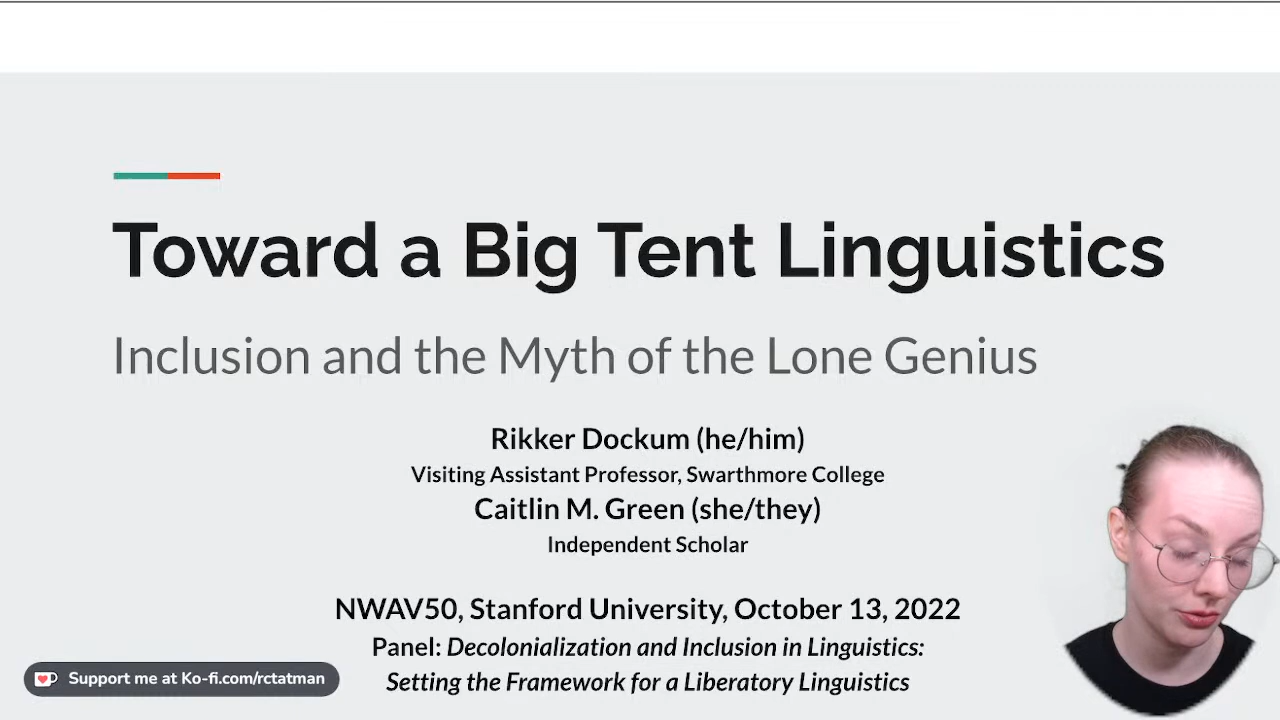 Toward a Big Tent Linguistics
Inclusion and the Myth of the Lone Genius
Rikker Dockum (he/him)
Visiting Assistant Professor, Swarthmore College
Caitlin M. Green (she/they)
Independent Scholar
NWAV50, Stanford University, October 13, 2022
Panel: Decolonialization and Inclusion in Linguistics:
Setting the Framework for a Liberatory Linguistics
Support me at Ko-fi.com/rctatman